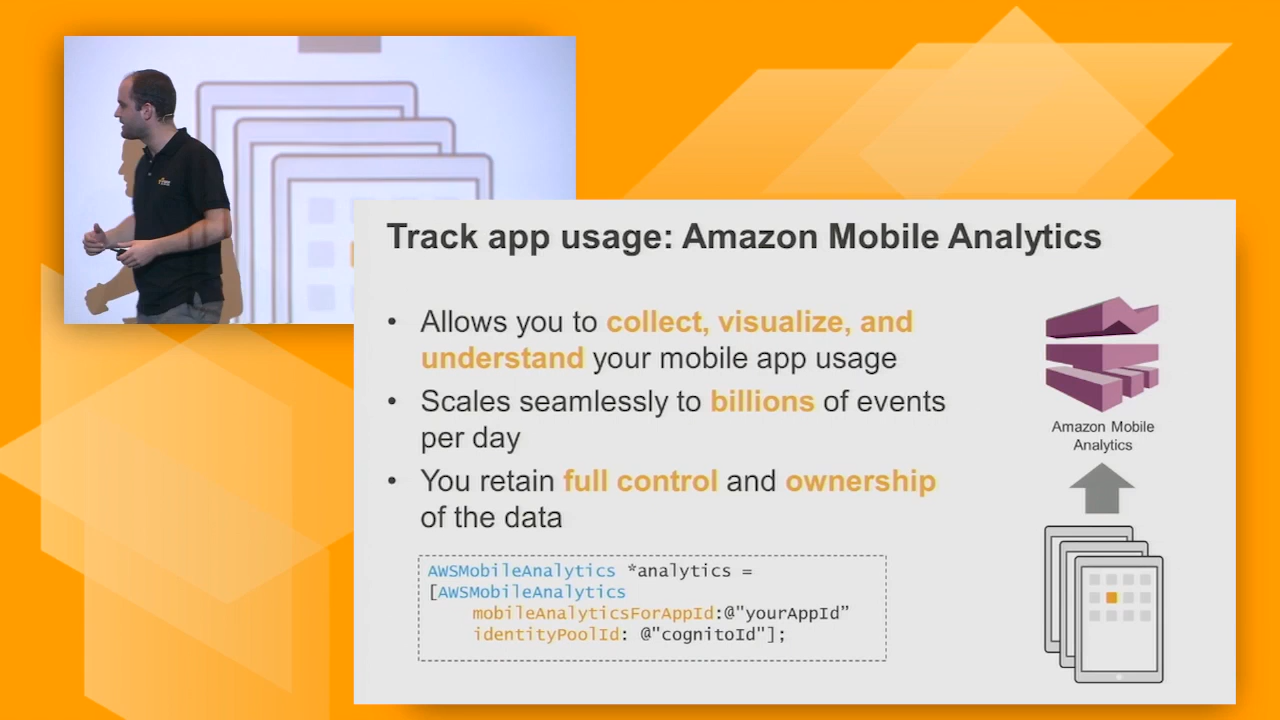 Track app usage: Amazon Mobile Analytics
• Allows you to collect, visualize, and
understand your mobile app usage
• Scales seamlessly to billions of events
per day
• You retain full control and ownership
of the data
AWSMobileAnalytics *analytics =
[AWSMobileAnalytics
mobileAnalyticsForAppId:@"yourAppId”
identityPoolId: @"cognitoId"];
Amazon Mobile
Analytics